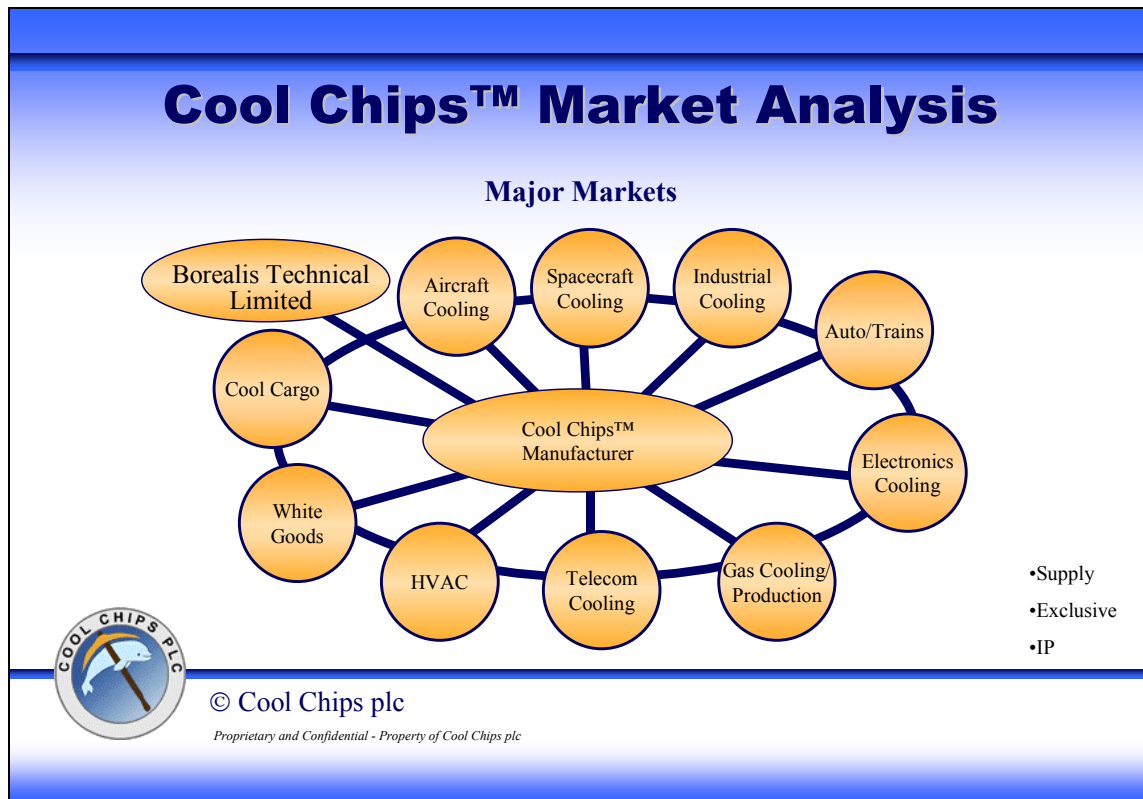 Cool Chips™ Market Analysis
Major Markets
Borealis Technical
Limited
Aircraft
Cooling
Spacecraft
Cooling
Industrial
Cooling
Auto/Trains
Cool Cargo
Cool Chips™
Manufacturer
Electronics
Cooling
White
Goods
HVAC
Telecom
Cooling
Gas Cooling/
Production
•Supply
•Exclusive
•IP
COOL CHIPS PLC
© Cool Chips plc
Proprietary and Confidential - Property of Cool Chips plc